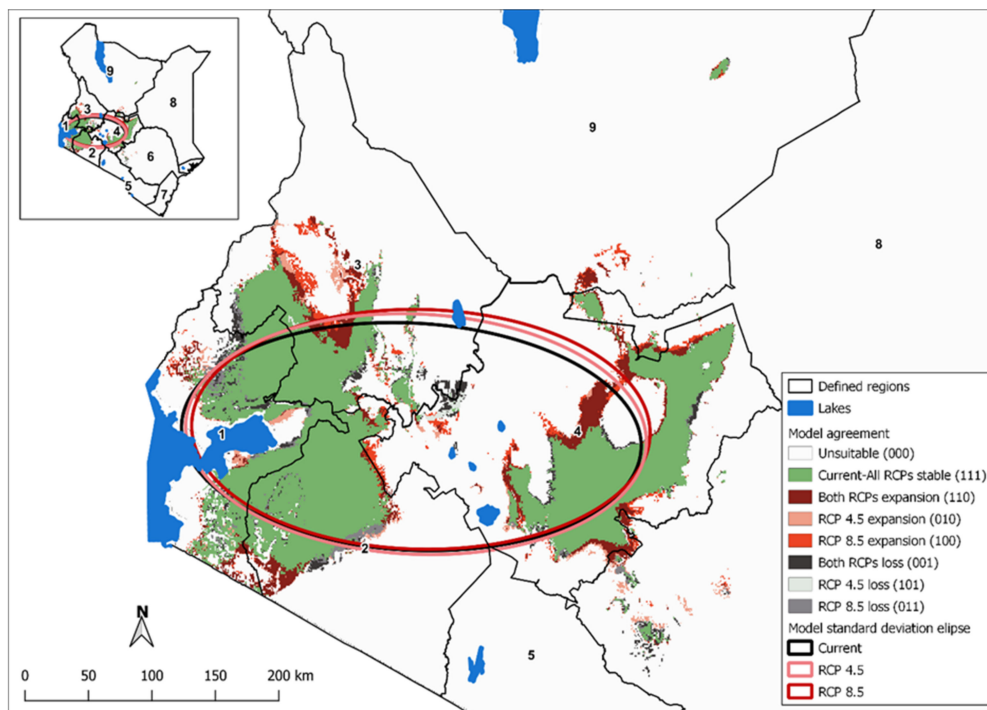 9
8
3
1
4
2
6
5
7
9
8
3
1
4
2
5
N
0
50
100
150
200 km
Defined regions
Lakes
Model agreement
Unsuitable (000)
Current-All RCPs stable (111)
Both RCPs expansion (110)
RCP 4.5 expansion (010)
RCP 8.5 expansion (100)
Both RCPs loss (001)
RCP 4.5 loss (101)
RCP 8.5 loss (011)
Model standard deviation elipse
Current
RCP 4.5
RCP 8.5